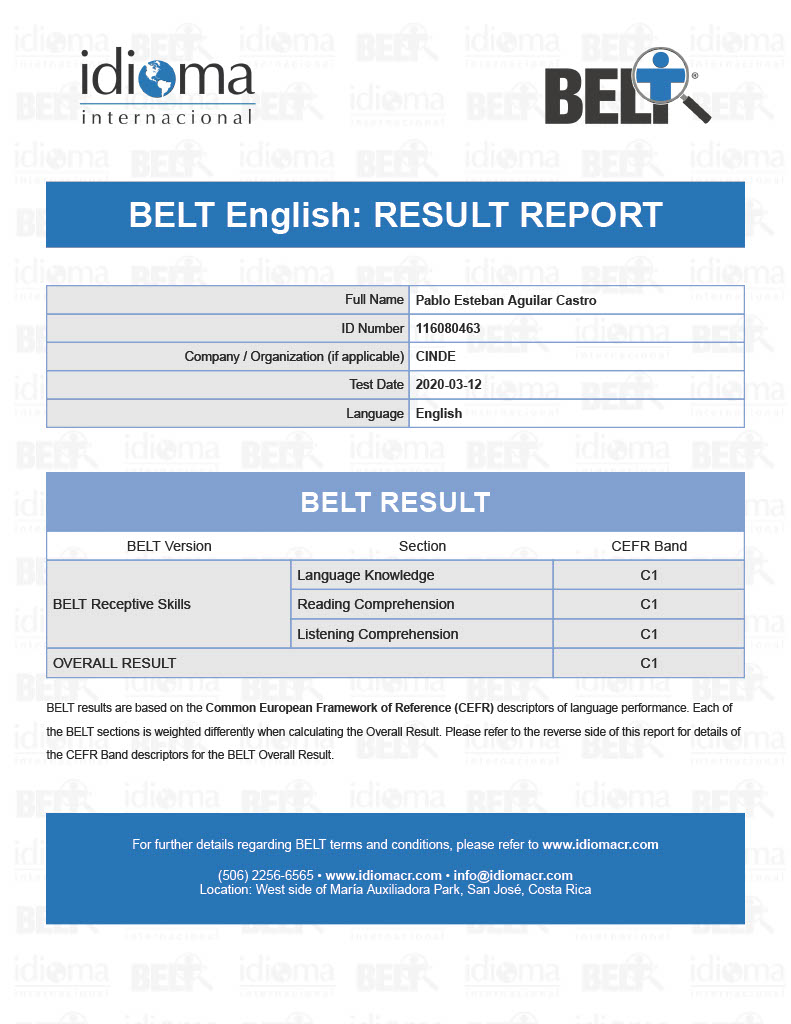 idioma
internacional
BELT®
BELT English: RESULT REPORT
Full Name Pablo Esteban Aguilar Castro
ID Number 116080463
Company / Organization (if applicable) CINDE
Test Date 2020-03-12
Language English
BELT RESULT
BELT Version Section CEFR Band
Language Knowledge C1
BELT Receptive Skills Reading Comprehension C1
Listening Comprehension C1
OVERALL RESULT C1
BELT results are based on the Common European Framework of Reference (CEFR) descriptors of language performance. Each of
the BELT sections is weighted differently when calculating the Overall Result. Please refer to the reverse side of this report for details of
the CEFR Band descriptors for the BELT Overall Result.
For further details regarding BELT terms and conditions, please refer to www.idiomacr.com
(506) 2256-6565 • www.idiomacr.com • info@idiomacr.com
Location: West side of María Auxiliadora Park, San José, Costa Rica